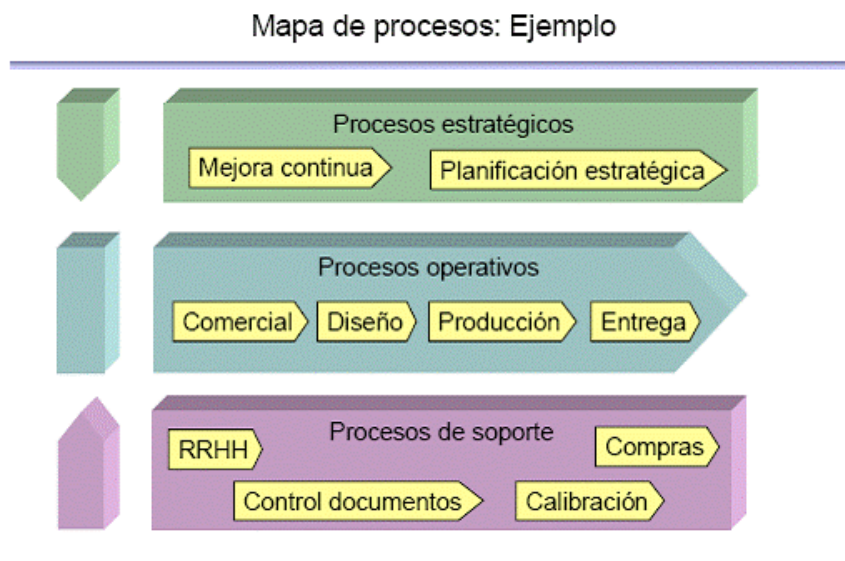 Mapa de procesos: Ejemplo
Procesos estratégicos
Mejora continua
Planificación estratégica
Procesos operativos
Comercial
Diseño
Producción
Entrega
Procesos de soporte
RRHH
Compras
Control documentos
Calibración